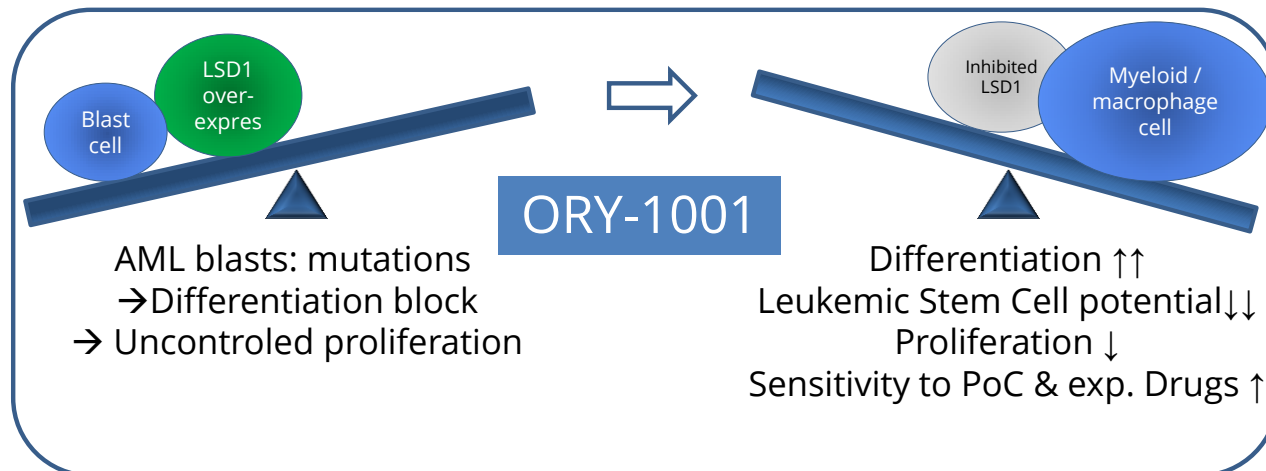 Blast
cell
LSD1
over-
expres
Inhibited
LSD1
Myeloid /
macrophage
cell
ORY-1001
AML blasts: mutations
→Differentiation block
→ Uncontroled proliferation
Differentiation ↑↑
Leukemic Stem Cell potential↓↓
Proliferation ↓
Sensitivity to PoC & exp. Drugs ↑